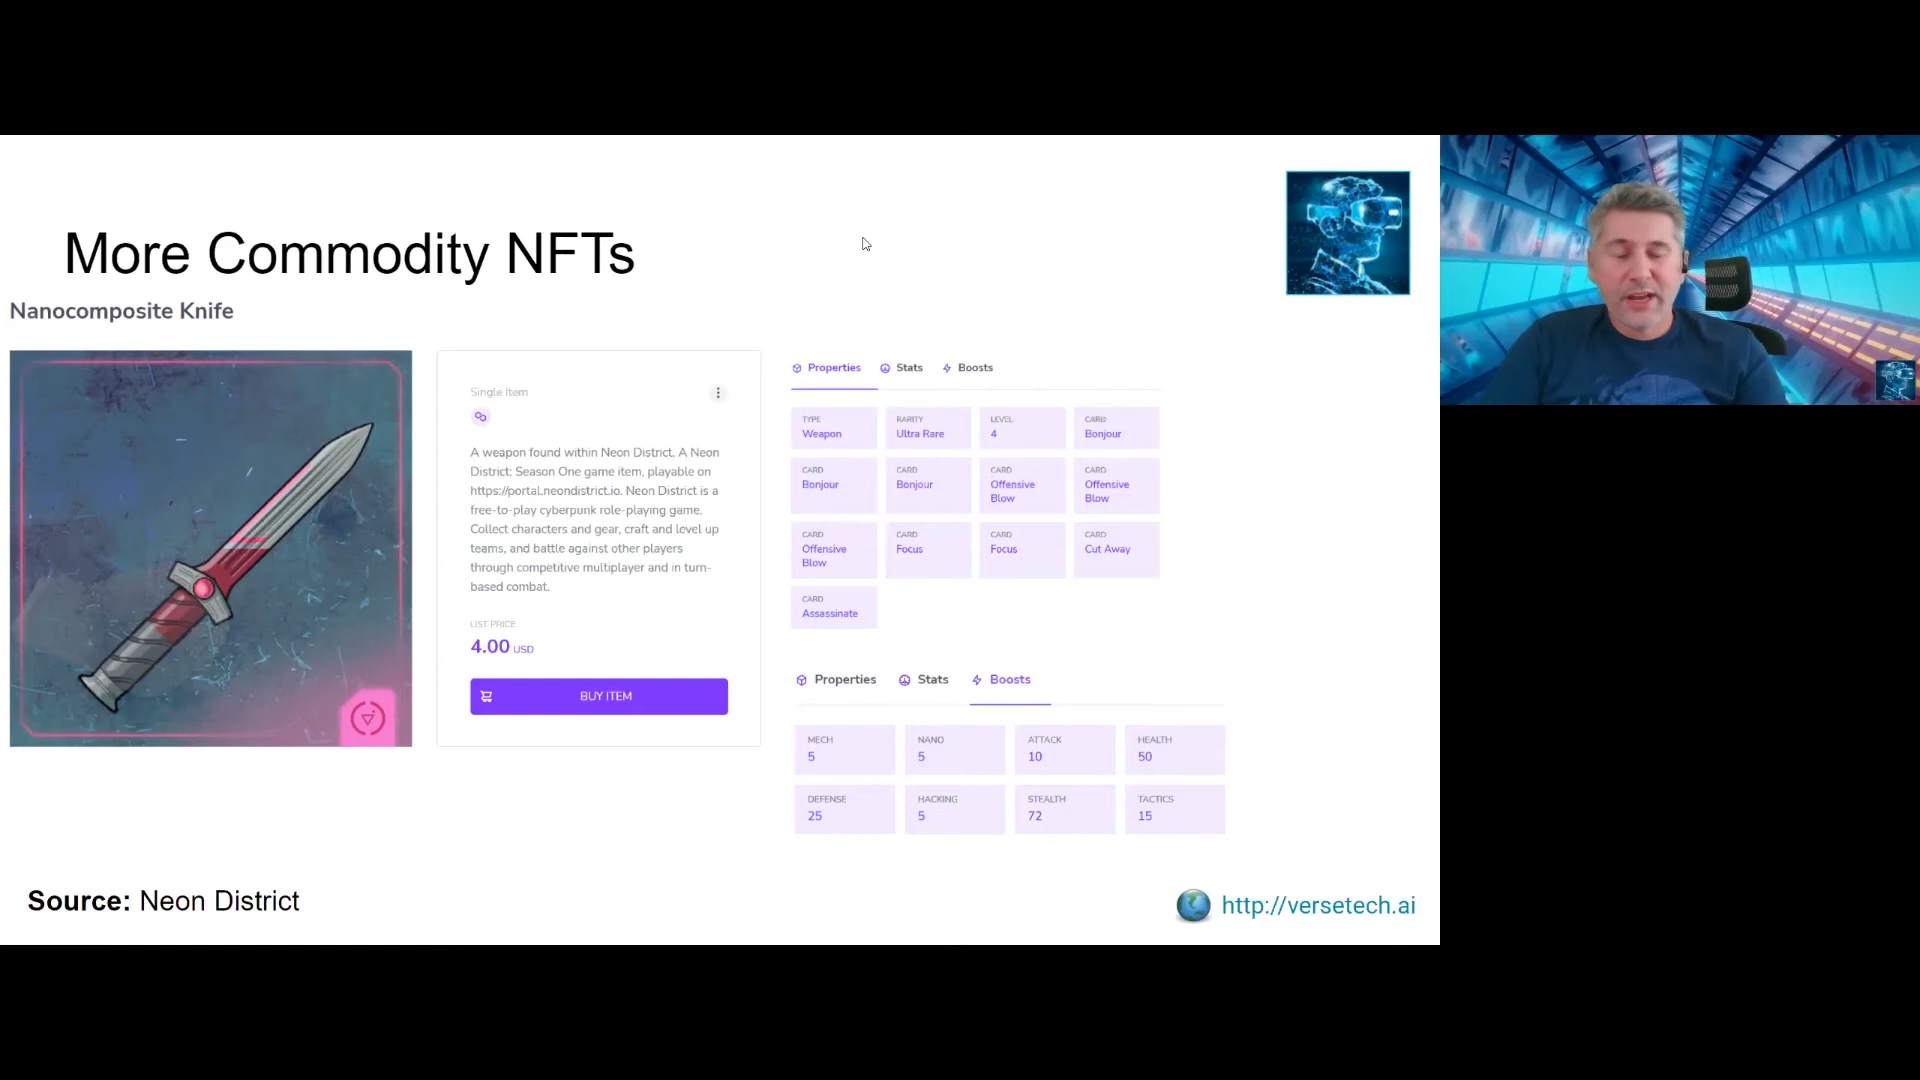 More Commodity NFTs
Nanocomposite Knife
Single Item
A weapon found within Neon District. A Neon
District: Season One game item, playable on
https://portal.neondistrict.io. Neon District is a
free-to-play cyberpunk role-playing game.
Collect characters and gear, craft and level up
teams, and battle against other players
through competitive multiplayer and in turn-
based combat.
LIST PRICE
4.00 USD
BUY ITEM
Properties Stats Boosts
TYPE RARITY LEVEL CARD
Weapon Ultra Rare 4 Bonjour
CARD CARD CARD CARD
Bonjour Bonjour Offensive Offensive
Blow Blow
CARD CARD CARD CARD
Offensive Focus Focus Cut Away
Blow
CARD
Assassinate
Properties Stats Boosts
MECH NANO ATTACK HEALTH
5 5 10 50
DEFENSE HACKING STEALTH TACTICS
25 5 72 15
Source: Neon District
http://versetech.ai